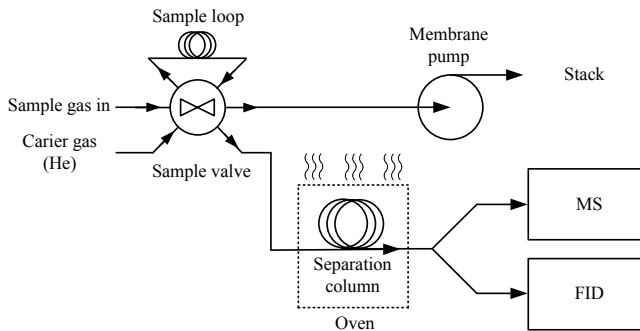 Sample loop
Membrane
pump
Stack
Sample gas in
Carier gas
(He)
Sample valve
MS
Separation
column
FID
Oven